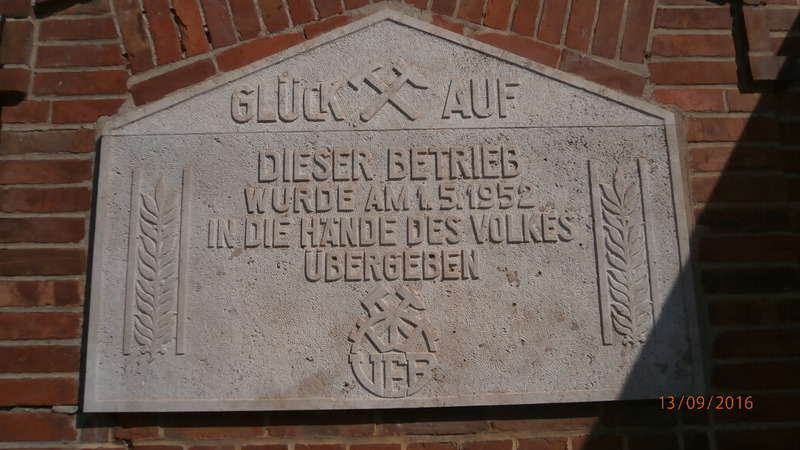 GLÜCK AUF
DIESER BETRIEB
WURDE AM 1.5.1952
IN DIE HÄNDE DES VOLKES
ÜBERGEBEN
13/09/2016